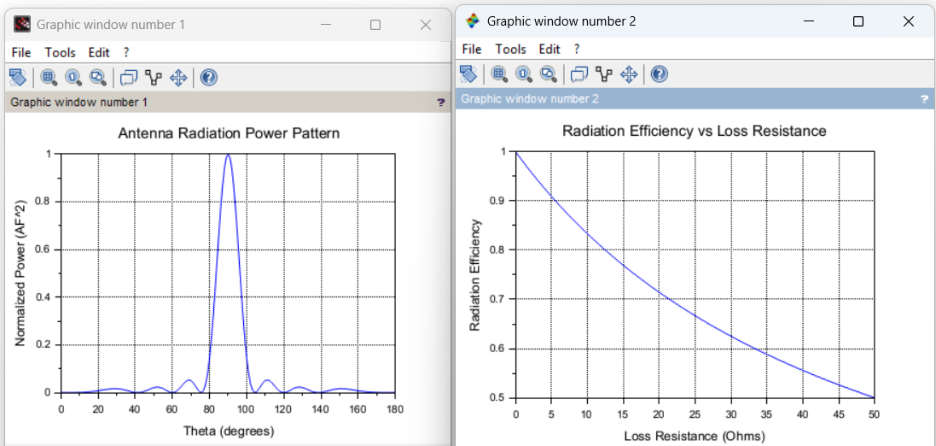 Graphic window number 1
File Tools Edit ?
Graphic window number 1 ?
Antenna Radiation Power Pattern
Normalized Power (AF^2)
1
0.8
0.6
0.4
0.2
0
0 20 40 60 80 100 120 140 160 180
Theta (degrees)
Graphic window number 2
File Tools Edit ?
Graphic window number 2 ?
Radiation Efficiency vs Loss Resistance
Radiation Efficiency
1
0.9
0.8
0.7
0.6
0.5
0 5 10 15 20 25 30 35 40 45 50
Loss Resistance (Ohms)